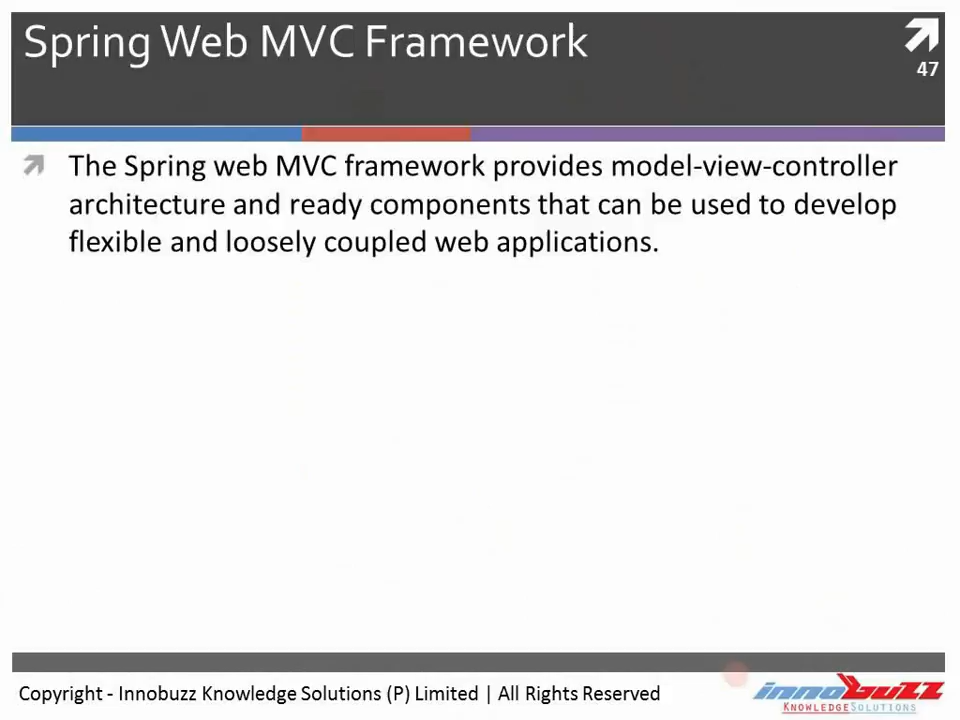 Spring Web MVC Framework
47
The Spring web MVC framework provides model-view-controller
architecture and ready components that can be used to develop
flexible and loosely coupled web applications.
Copyright - Innobuzz Knowledge Solutions (P) Limited | All Rights Reserved
innobuzz
KNOWLEDGESOLUTIONS